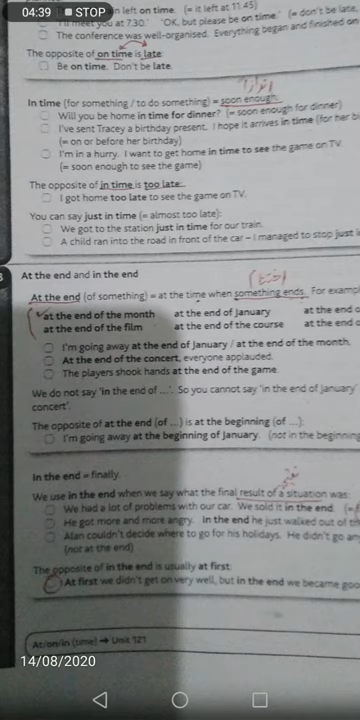 04:39 STOP
n left on time. (= it left at 11.45)
I'll meet you at 7.30.' 'OK, but please be on time.' (= don't be late,
The conference was well-organised. Everything began and finished on
The opposite of on time is late:
Be on time. Don't be late.
In time (for something / to do something) = soon enough:
Will you be home in time for dinner? (= soon enough for dinner)
I've sent Tracey a birthday present. I hope it arrives in time (for her b
(= on or before her birthday)
I'm in a hurry. I want to get home in time to see the game on TV.
(= soon enough to see the game)
The opposite of in time is too late:
I got home too late to see the game on TV.
You can say just in time (= almost too late):
We got to the station just in time for our train.
A child ran into the road in front of the car – I managed to stop just i
At the end and in the end
At the end (of something) = at the time when something ends. For exampl
at the end of the month at the end of January at the end o
at the end of the film at the end of the course at the end o
I'm going away at the end of January / at the end of the month.
At the end of the concert, everyone applauded.
The players shook hands at the end of the game.
We do not say 'in the end of ...'. So you cannot say 'in the end of January'
concert'.
The opposite of at the end (of ...) is at the beginning (of ...):
I'm going away at the beginning of January. (not in the beginning
In the end = finally.
We use in the end when we say what the final result of a situation was:
We had a lot of problems with our car. We sold it in the end.
He got more and more angry. In the end he just walked out of th
Alan couldn't decide where to go for his holidays. He didn't go an
(not at the end)
The opposite of in the end is usually at first:
At first we didn't get on very well, but in the end we became goo
At/on/in (time) → Unit 121
14/08/2020